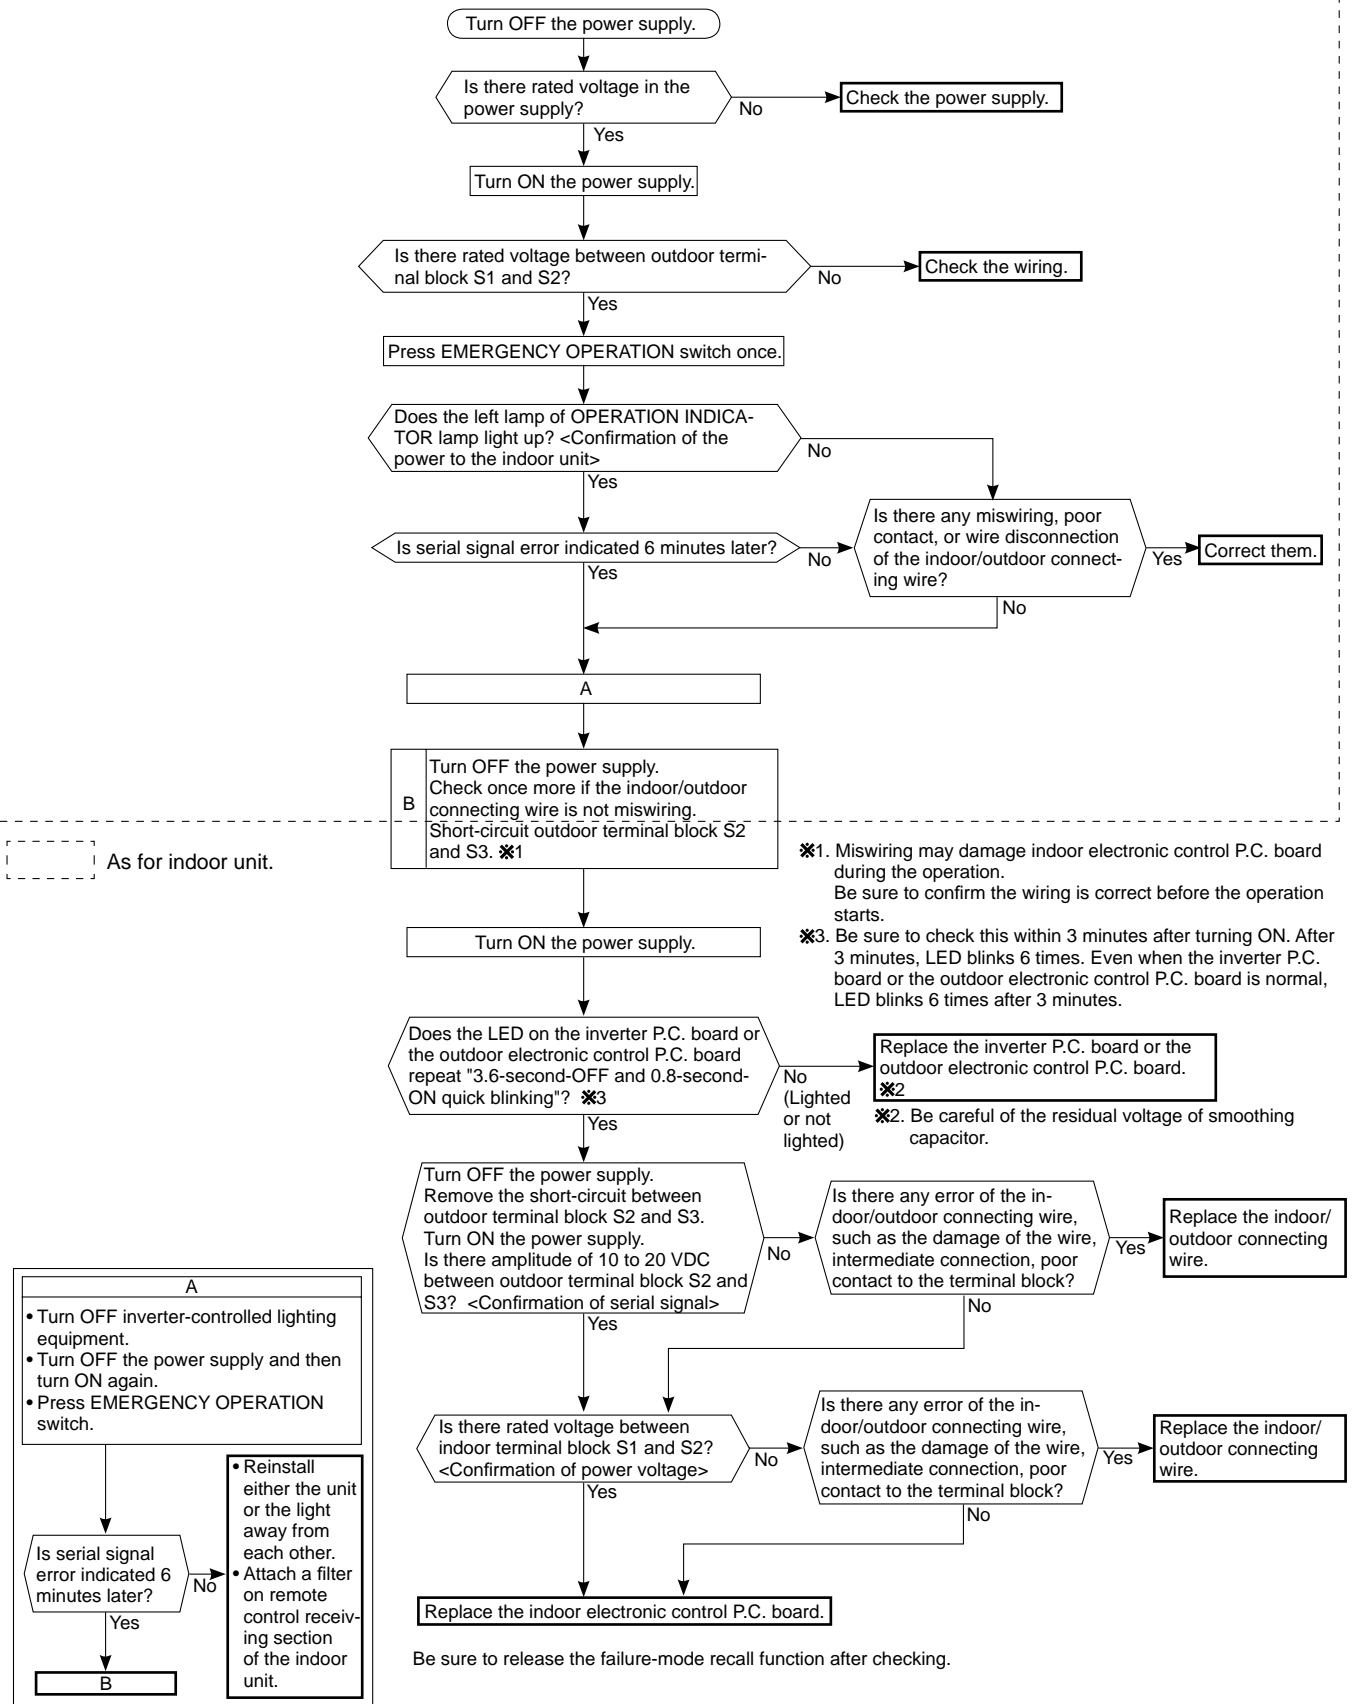 Turn OFF the power supply.
Is there rated voltage in the
power supply?
No
Check the power supply.
Yes
Turn ON the power supply.
Is there rated voltage between outdoor termi-
nal block S1 and S2?
No
Check the wiring.
Yes
Press EMERGENCY OPERATION switch once.
Does the left lamp of OPERATION INDICA-
TOR lamp light up? <Confirmation of the
power to the indoor unit>
No
Yes
Is serial signal error indicated 6 minutes later?
No
Yes
Is there any miswiring, poor
contact, or wire disconnection
of the indoor/outdoor connect-
ing wire?
Yes
Correct them.
No
A
B
Turn OFF the power supply.
Check once more if the indoor/outdoor
connecting wire is not miswiring.
Short-circuit outdoor terminal block S2
and S3. ※1
As for indoor unit.
※1. Miswiring may damage indoor electronic control P.C. board
during the operation.
Be sure to confirm the wiring is correct before the operation
starts.
※3. Be sure to check this within 3 minutes after turning ON. After
3 minutes, LED blinks 6 times. Even when the inverter P.C.
board or the outdoor electronic control P.C. board is normal,
LED blinks 6 times after 3 minutes.
Turn ON the power supply.
Does the LED on the inverter P.C. board or
the outdoor electronic control P.C. board
repeat "3.6-second-OFF and 0.8-second-
ON quick blinking"? ※3
No
(Lighted
or not
lighted)
Yes
Replace the inverter P.C. board or the
outdoor electronic control P.C. board.
※2
※2. Be careful of the residual voltage of smoothing
capacitor.
Turn OFF the power supply.
Remove the short-circuit between
outdoor terminal block S2 and S3.
Turn ON the power supply.
Is there amplitude of 10 to 20 VDC
between outdoor terminal block S2 and
S3? <Confirmation of serial signal>
No
Yes
Is there any error of the in-
door/outdoor connecting wire,
such as the damage of the wire,
intermediate connection, poor
contact to the terminal block?
Yes
Replace the indoor/
outdoor connecting
wire.
No
Is there rated voltage between
indoor terminal block S1 and S2?
<Confirmation of power voltage>
No
Yes
Is there any error of the in-
door/outdoor connecting wire,
such as the damage of the wire,
intermediate connection, poor
contact to the terminal block?
Yes
Replace the indoor/
outdoor connecting
wire.
No
Replace the indoor electronic control P.C. board.
Be sure to release the failure-mode recall function after checking.
A
• Turn OFF inverter-controlled lighting
equipment.
• Turn OFF the power supply and then
turn ON again.
• Press EMERGENCY OPERATION
switch.
Is serial signal
error indicated 6
minutes later?
No
Yes
B
• Reinstall
either the unit
or the light
away from
each other.
• Attach a filter
on remote
control receiv-
ing section
of the indoor
unit.